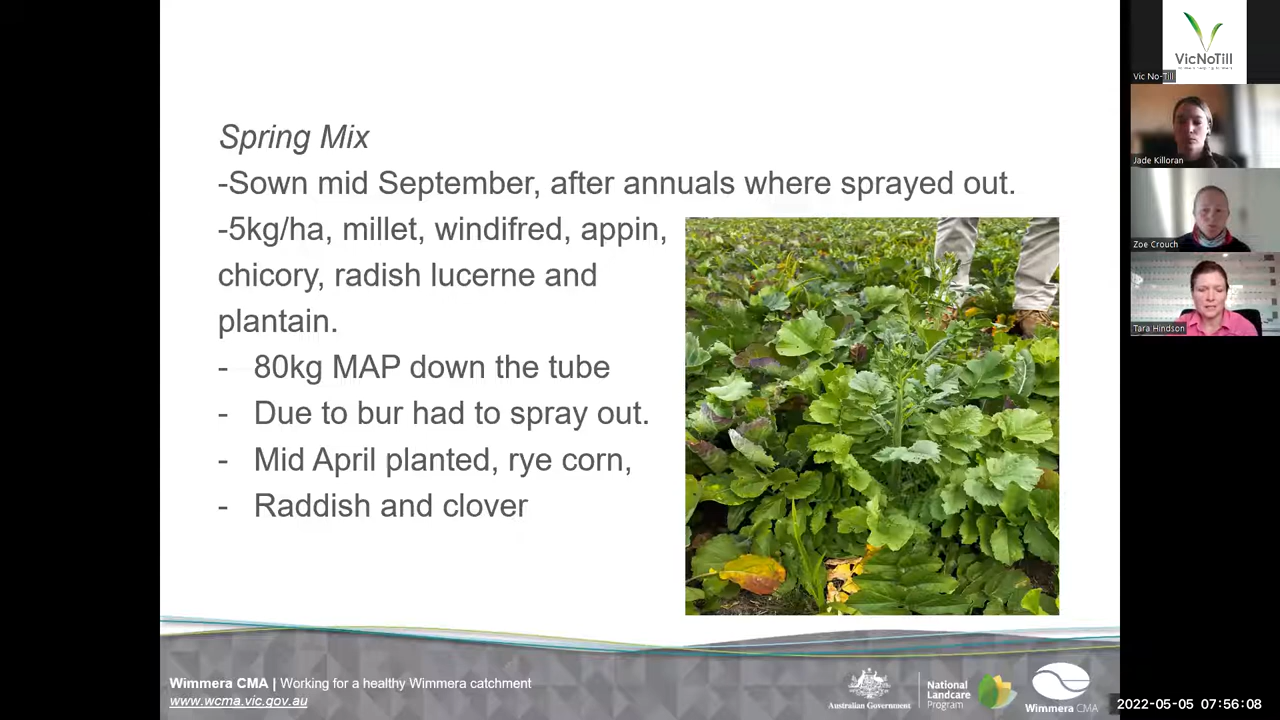 Spring Mix
-Sown mid September, after annuals where sprayed out.
-5kg/ha, millet, windifred, appin,
chicory, radish lucerne and
plantain.
- 80kg MAP down the tube
- Due to bur had to spray out.
- Mid April planted, rye corn,
- Raddish and clover
Wimmera CMA | Working for a healthy Wimmera catchment
www.wcma.vic.gov.au
Australian Government
National
Landcare
Program
Wimmera CMA
VicNoTill
Vic No-Till
Jade Killoran
Zoe Crouch
Tara Hindson
2022-05-05 07:56:08